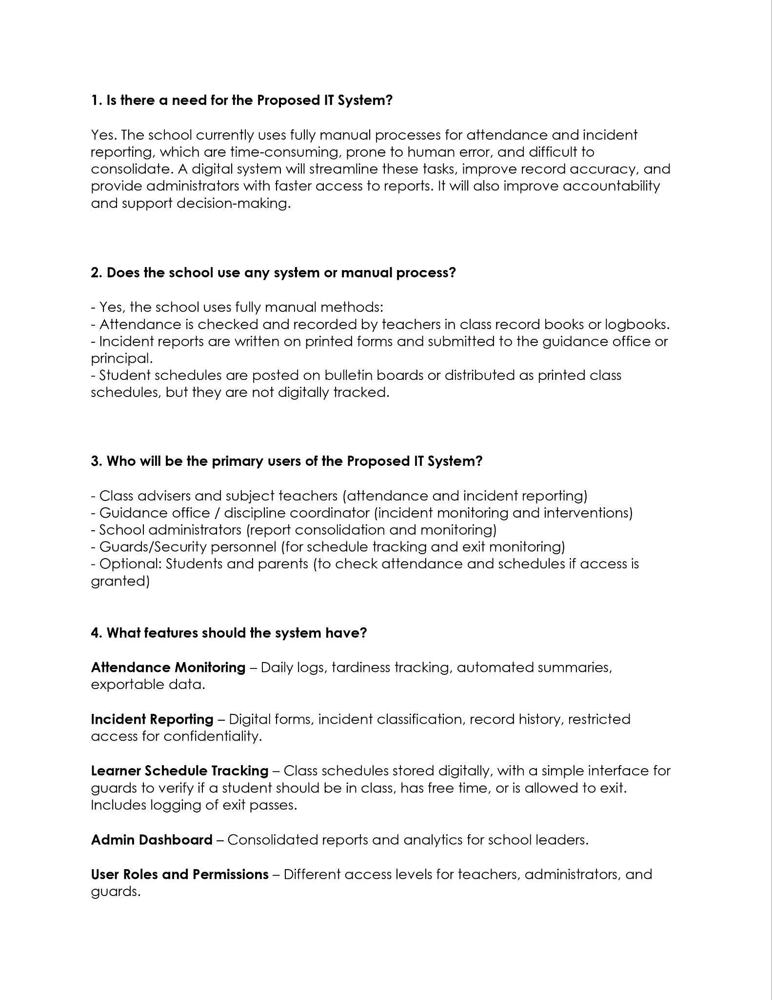 1. Is there a need for the Proposed IT System?
Yes. The school currently uses fully manual processes for attendance and incident
reporting, which are time-consuming, prone to human error, and difficult to
consolidate. A digital system will streamline these tasks, improve record accuracy, and
provide administrators with faster access to reports. It will also improve accountability
and support decision-making.
2. Does the school use any system or manual process?
- Yes, the school uses fully manual methods:
- Attendance is checked and recorded by teachers in class record books or logbooks.
- Incident reports are written on printed forms and submitted to the guidance office or
principal.
- Student schedules are posted on bulletin boards or distributed as printed class
schedules, but they are not digitally tracked.
3. Who will be the primary users of the Proposed IT System?
- Class advisers and subject teachers (attendance and incident reporting)
- Guidance office / discipline coordinator (incident monitoring and interventions)
- School administrators (report consolidation and monitoring)
- Guards/Security personnel (for schedule tracking and exit monitoring)
- Optional: Students and parents (to check attendance and schedules if access is
granted)
4. What features should the system have?
Attendance Monitoring – Daily logs, tardiness tracking, automated summaries,
exportable data.
Incident Reporting – Digital forms, incident classification, record history, restricted
access for confidentiality.
Learner Schedule Tracking – Class schedules stored digitally, with a simple interface for
guards to verify if a student should be in class, has free time, or is allowed to exit.
Includes logging of exit passes.
Admin Dashboard – Consolidated reports and analytics for school leaders.
User Roles and Permissions – Different access levels for teachers, administrators, and
guards.